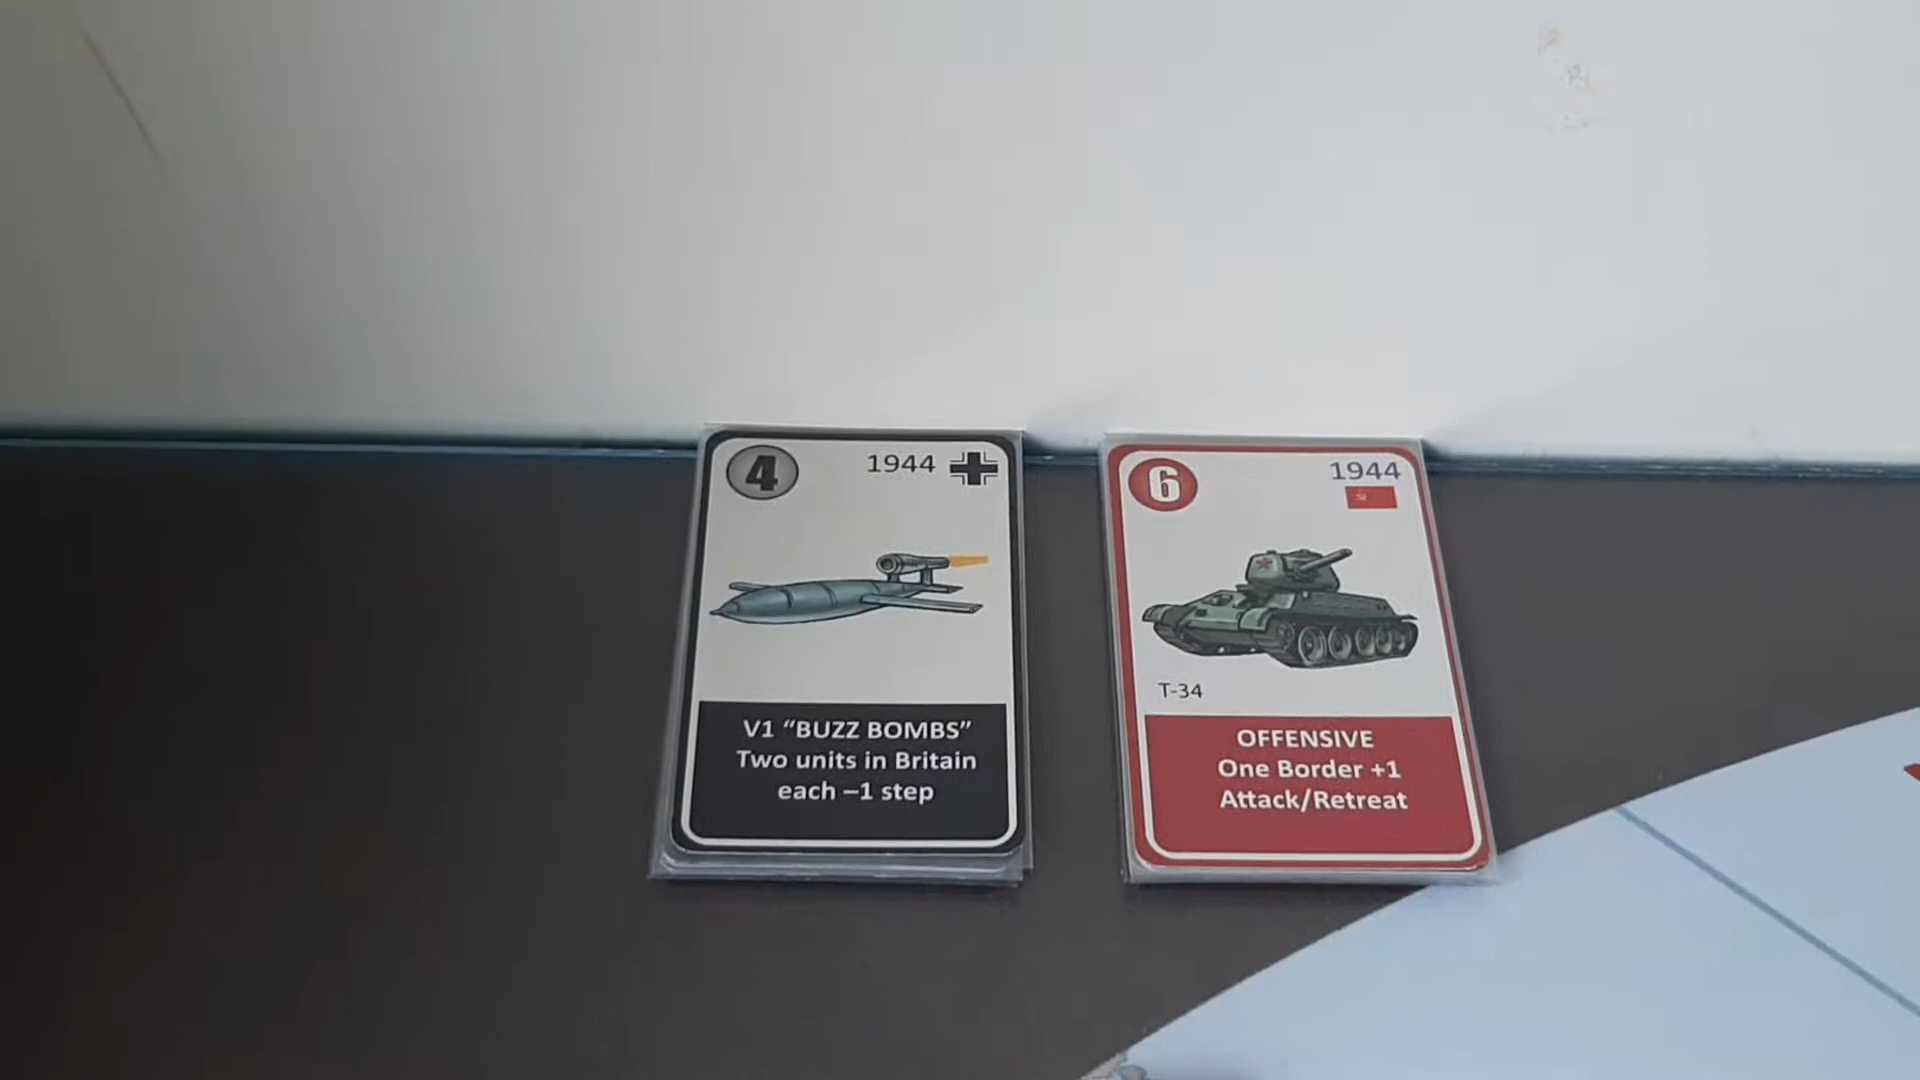 4
1944
V1 “BUZZ BOMBS”
Two units in Britain
each –1 step
6
1944
T-34
OFFENSIVE
One Border +1
Attack/Retreat